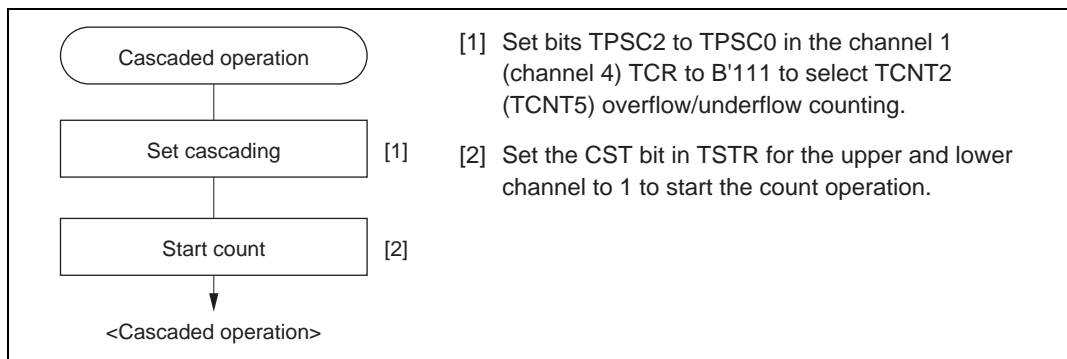 Cascaded operation
Set cascading [1]
Start count [2]
<Cascaded operation>
[1] Set bits TPSC2 to TPSC0 in the channel 1
(channel 4) TCR to B'111 to select TCNT2
(TCNT5) overflow/underflow counting.
[2] Set the CST bit in TSTR for the upper and lower
channel to 1 to start the count operation.